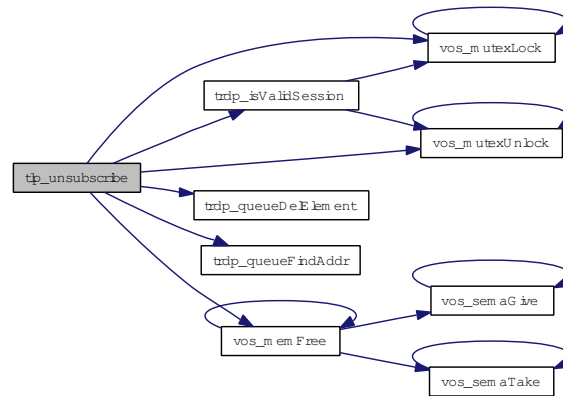 vos_mutexLock
trdp_isValidSession
vos_mutexUnlock
tlp_unsubscribe
trdp_queueDelElement
trdp_queueFindAddr
vos_semaGive
vos_memFree
vos_semaTake